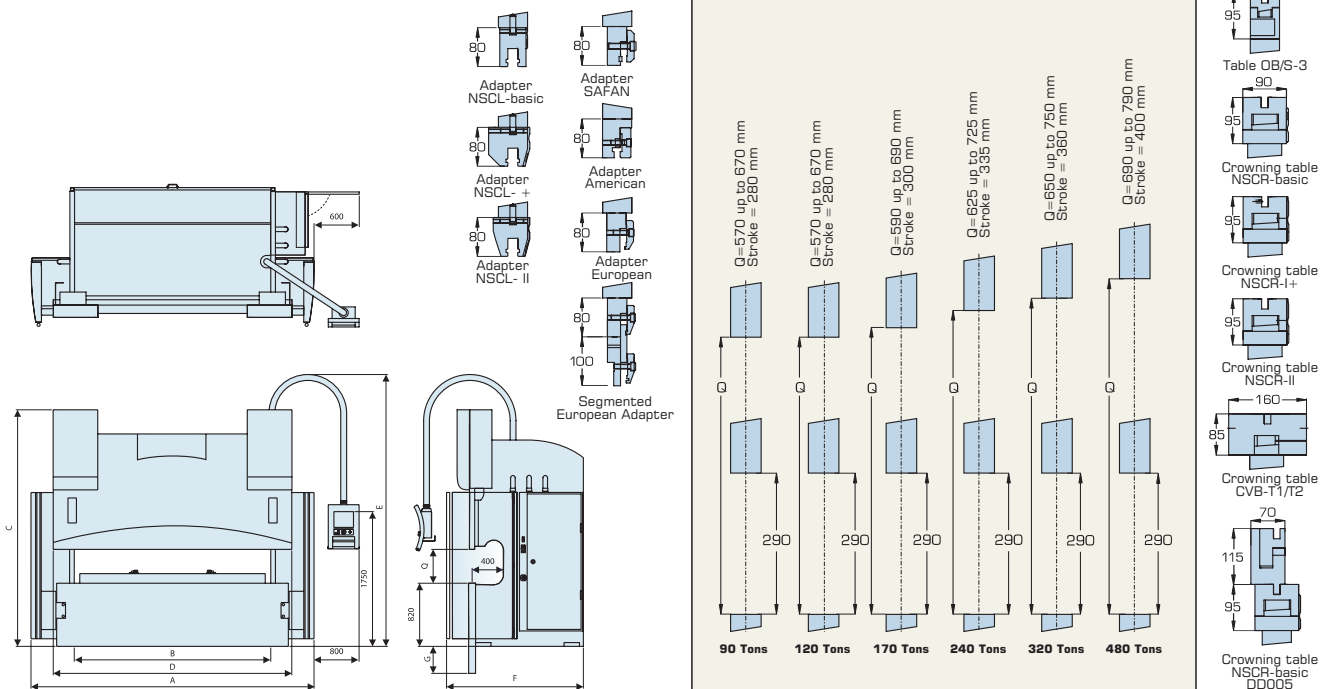 80
Adapter
NSCL-basic
80
Adapter
SAFAN
80
Adapter
NSCL- +
80
Adapter
American
80
Adapter
NSCL- II
80
Adapter
European
80
100
Segmented
European Adapter
600
C
E
1750
B
D
A
800
Q
400
820
G
F
Q=570 up to 670 mm
Stroke = 280 mm
Q=570 up to 670 mm
Stroke = 280 mm
Q=590 up to 690 mm
Stroke = 300 mm
Q=625 up to 725 mm
Stroke = 335 mm
Q=650 up to 750 mm
Stroke = 360 mm
Q=690 up to 790 mm
Stroke = 400 mm
Q
Q
Q
Q
Q
Q
290
290
290
290
290
290
90 Tons
120 Tons
170 Tons
240 Tons
320 Tons
480 Tons
95
Table OB/S-3
90
95
Crowning table
NSCR-basic
95
Crowning table
NSCR-I+
95
Crowning table
NSCR-II
160
85
Crowning table
CVB-T1/T2
70
115
95
Crowning table
NSCR-basic
DD005